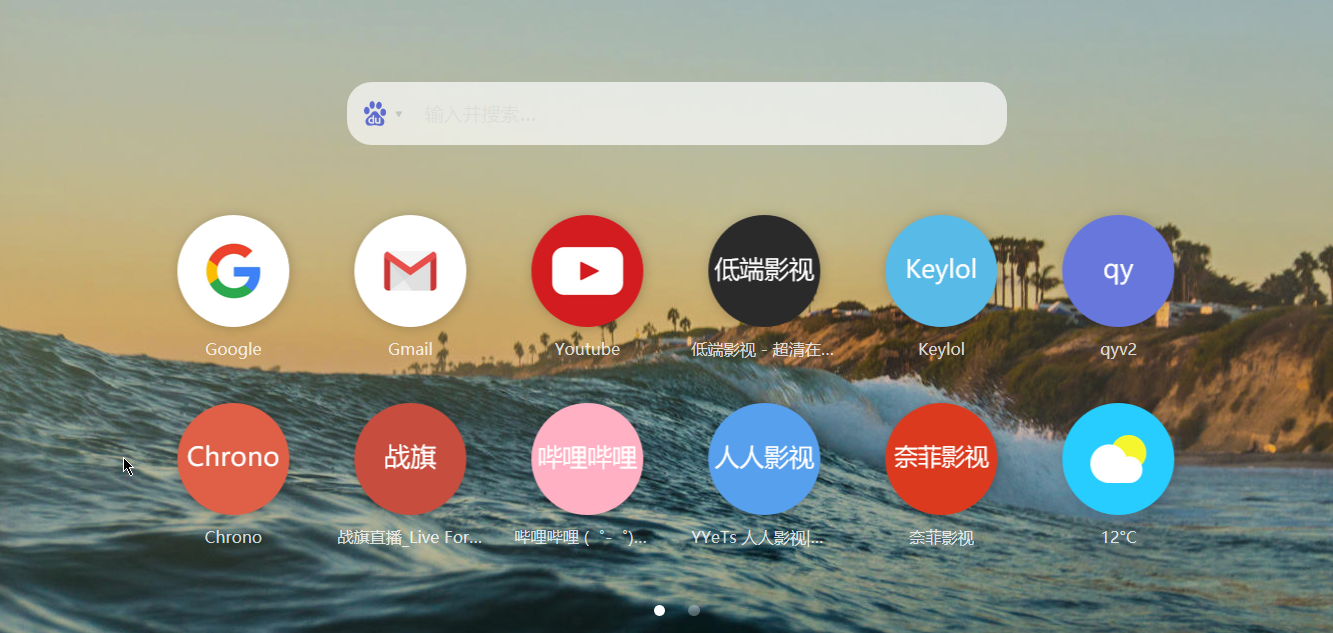 du 输入并搜索...
低端影视
Keylol
qy
Google
Gmail
Youtube
低端影视 - 超清在...
Keylol
qyv2
Chrono
战旗
哔哩哔哩
人人影视
奈菲影视
Chrono
战旗直播_Live For...
哔哩哔哩 ( ゜- ゜)...
YYeTs 人人影视|...
奈菲影视
12°C